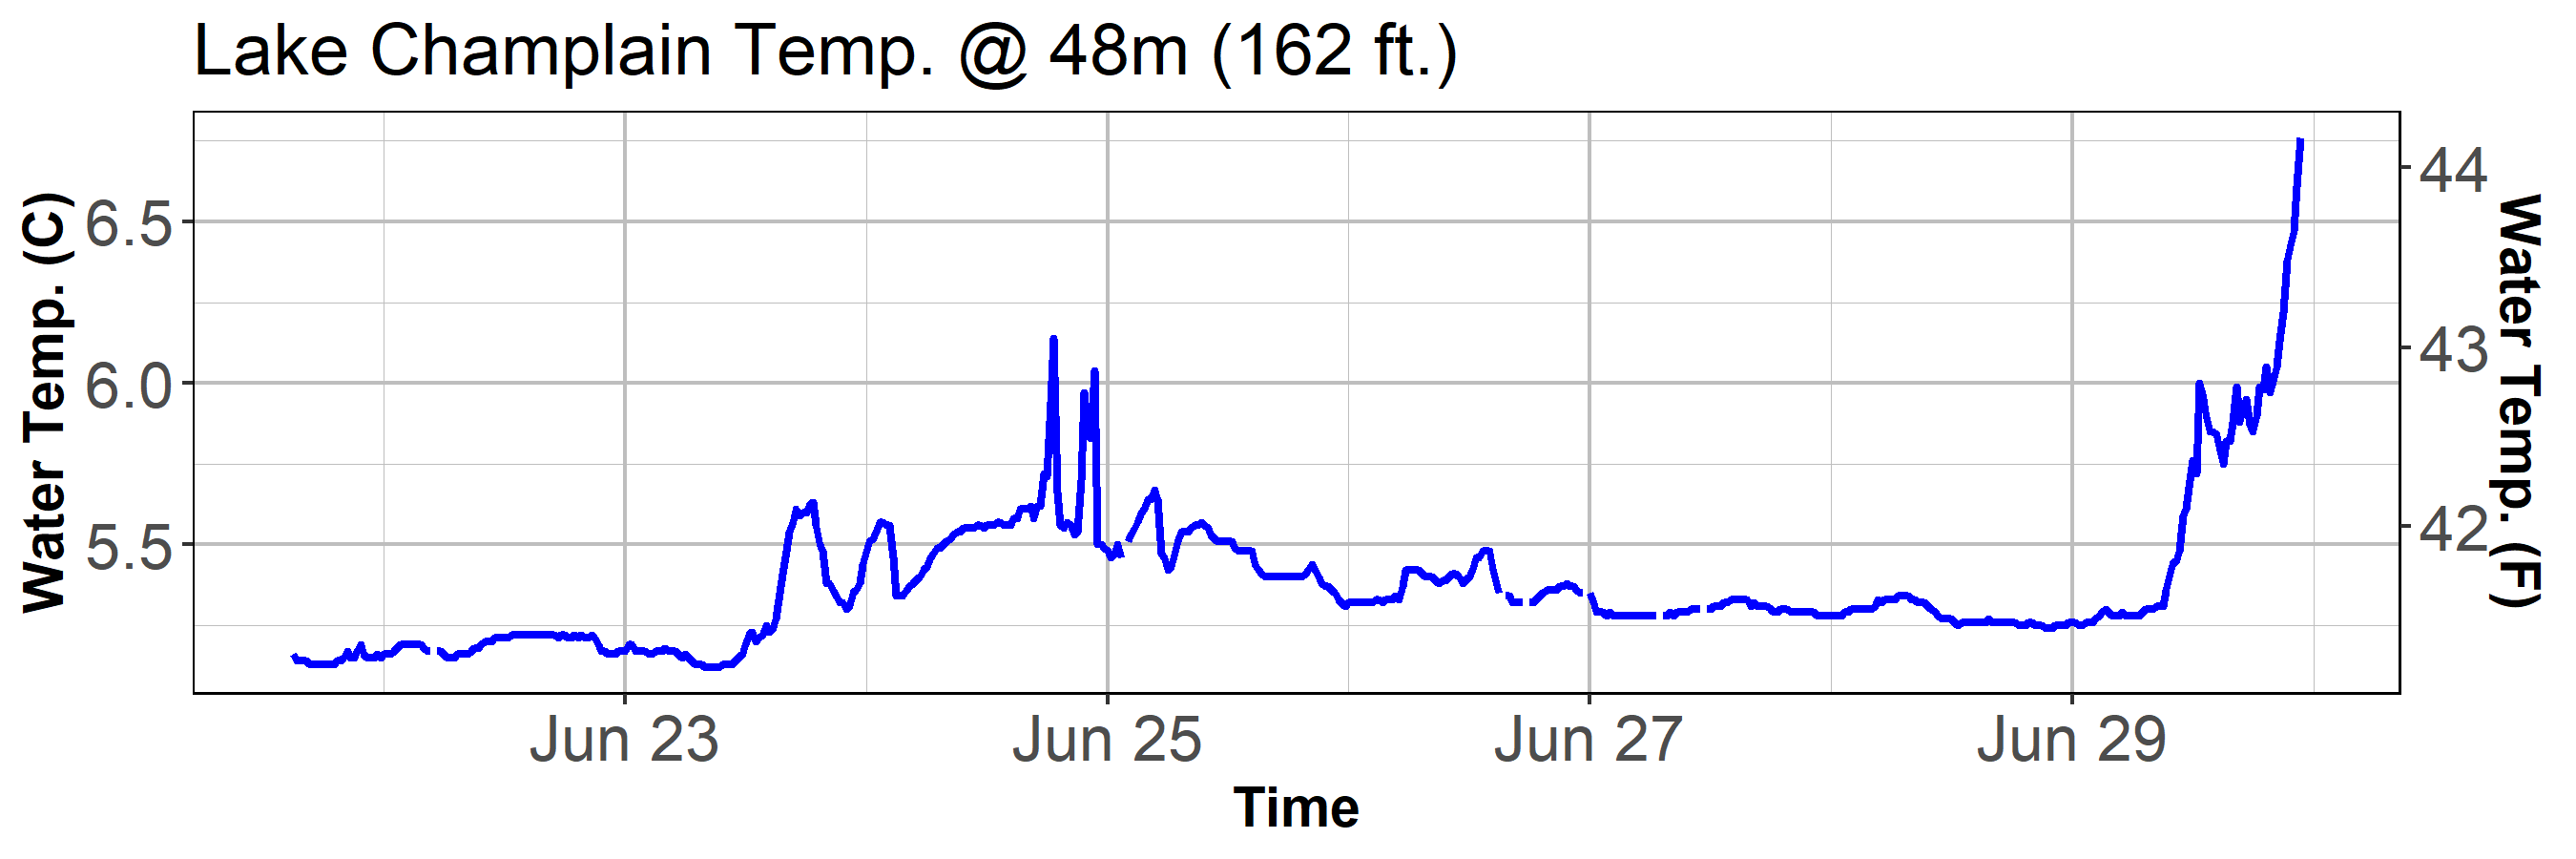 Lake Champlain Temp. @ 48m (162 ft.)
Water Temp. (C)
6.5
6.0
5.5
44
43
42
Water Temp. (F)
Jun 23 Jun 25 Jun 27 Jun 29
Time